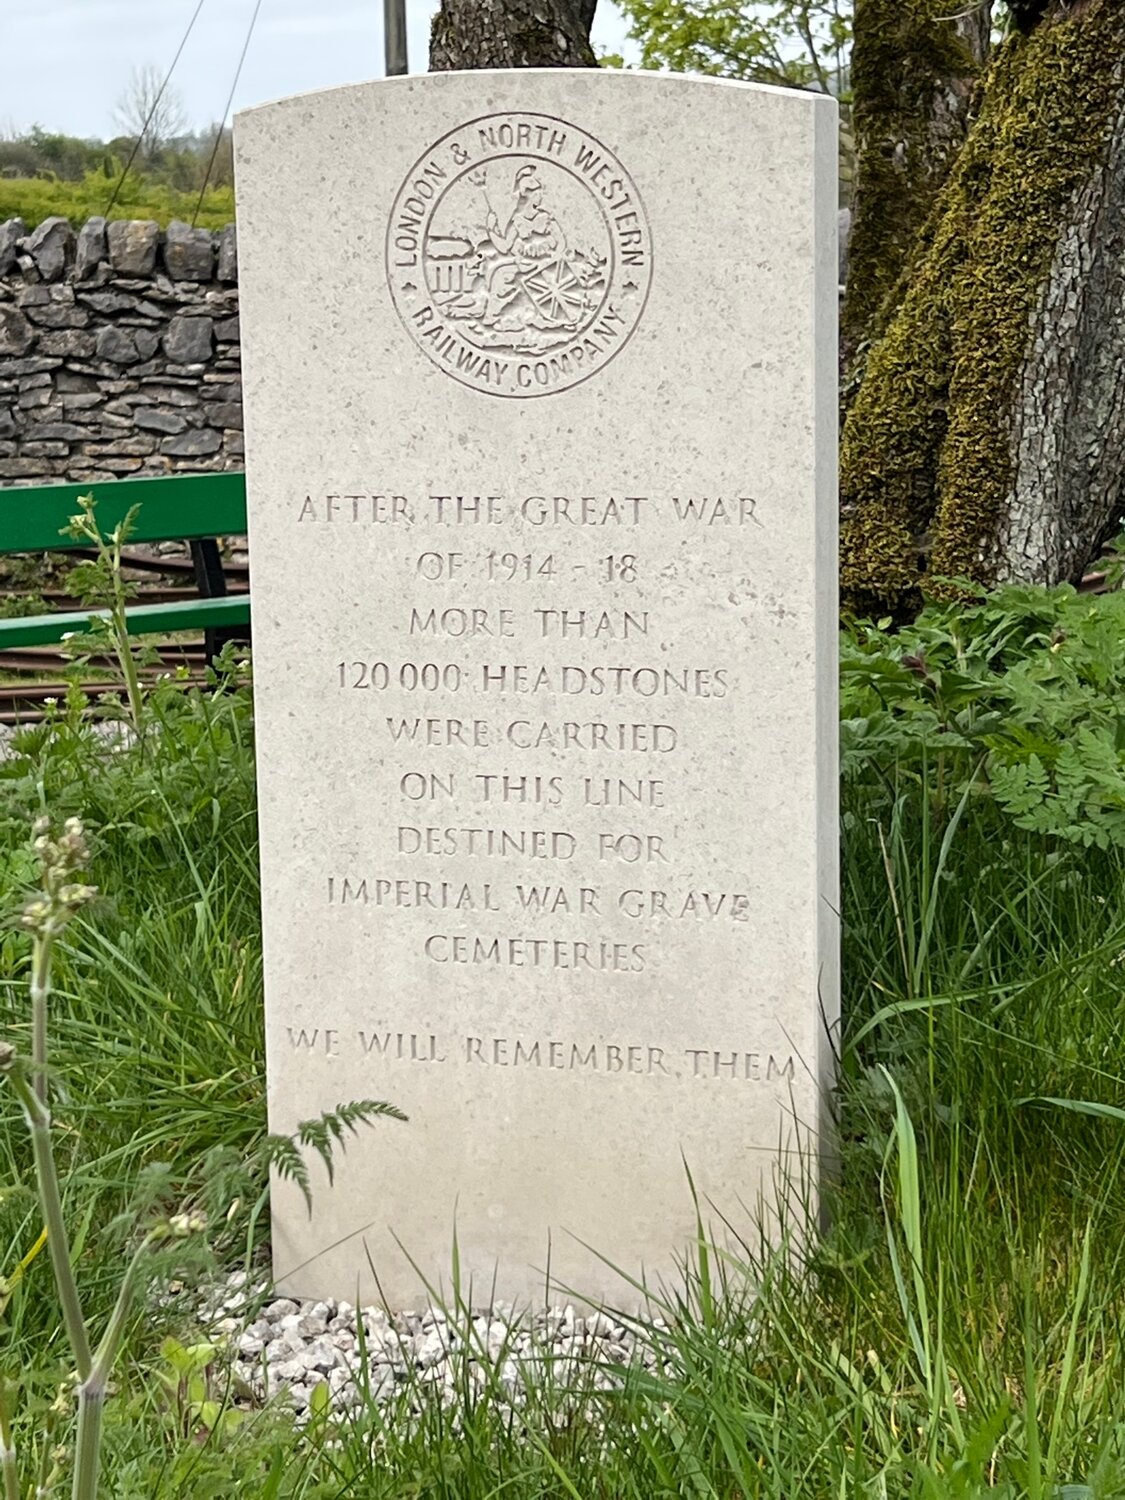 LONDON & NORTH WESTERN
RAILWAY COMPANY
AFTER THE GREAT WAR
OF 1914 - 18
MORE THAN
120 000 HEADSTONES
WERE CARRIED
ON THIS LINE
DESTINED FOR
IMPERIAL WAR GRAVE
CEMETERIES
WE WILL REMEMBER THEM